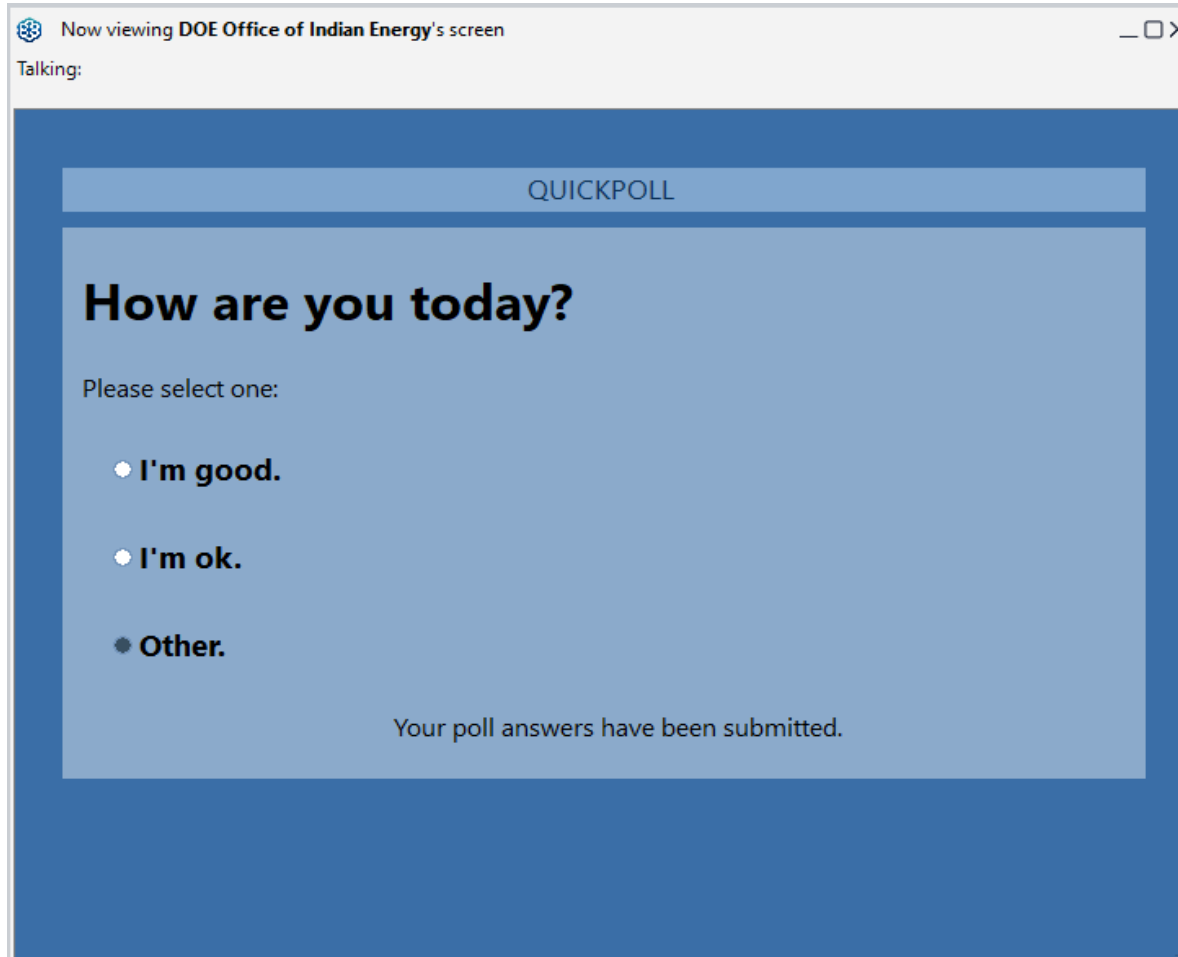 Now viewing DOE Office of Indian Energy's screen
Talking:
QUICKPOLL
How are you today?
Please select one:
I'm good.
I'm ok.
Other.
Your poll answers have been submitted.